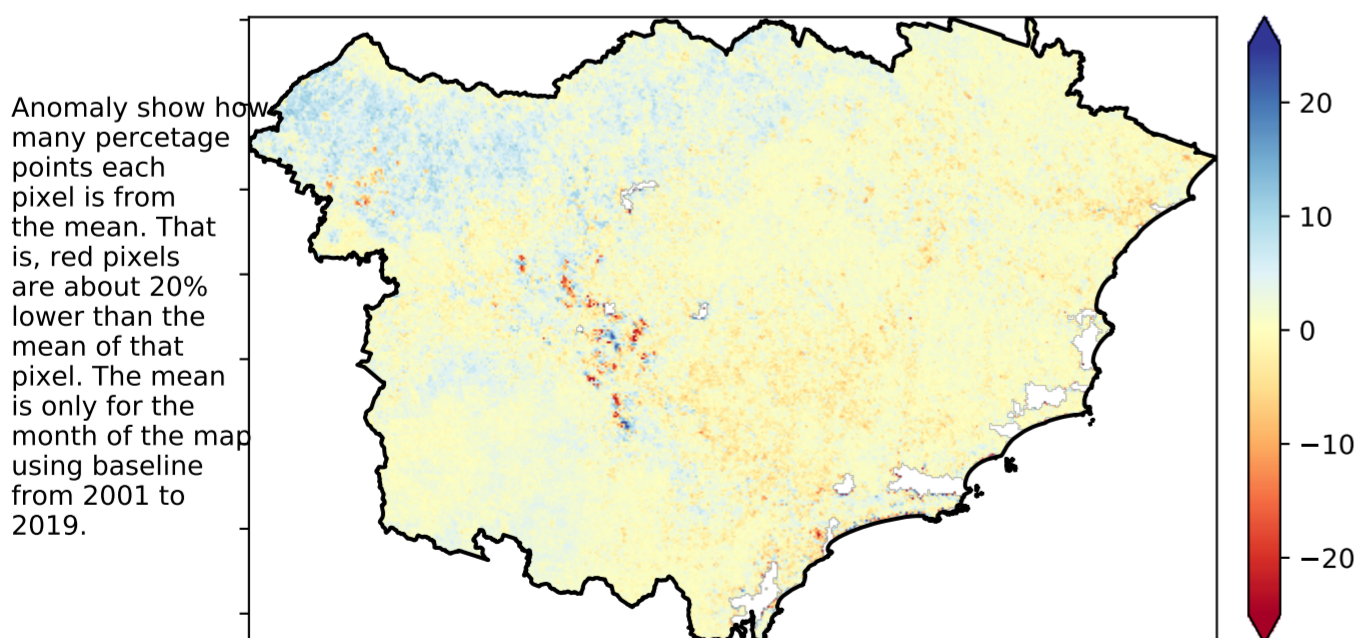 Anomaly show how
many percetage
points each
pixel is from
the mean. That
is, red pixels
are about 20%
lower than the
mean of that
pixel. The mean
is only for the
month of the map
using baseline
from 2001 to
2019.
20
10
0
−10
−20